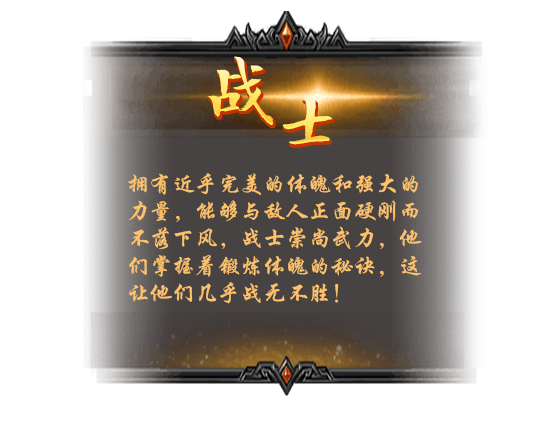 战士
拥有近乎完美的体魄和强大的
力量，能够与敌人正面硬刚而
不落下风，战士崇尚武力，他
们掌握着锻炼体魄的秘诀，这
让他们几乎战无不胜！